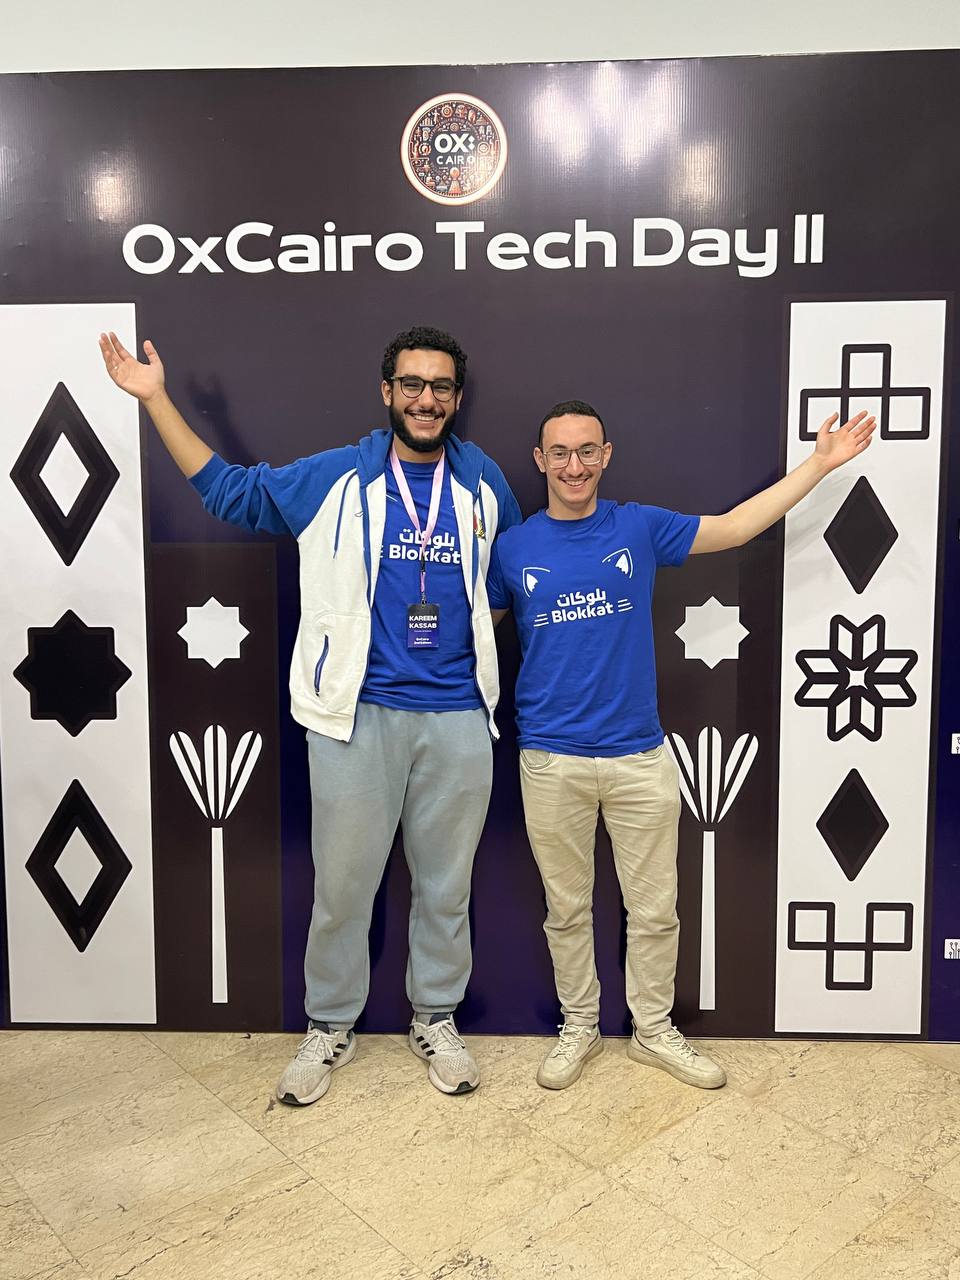 OX:
CAIRO
OxCairo Tech Day II
بلوكات
Blokkat
KAREEM
KASSAB
بلوكات
Blokkat